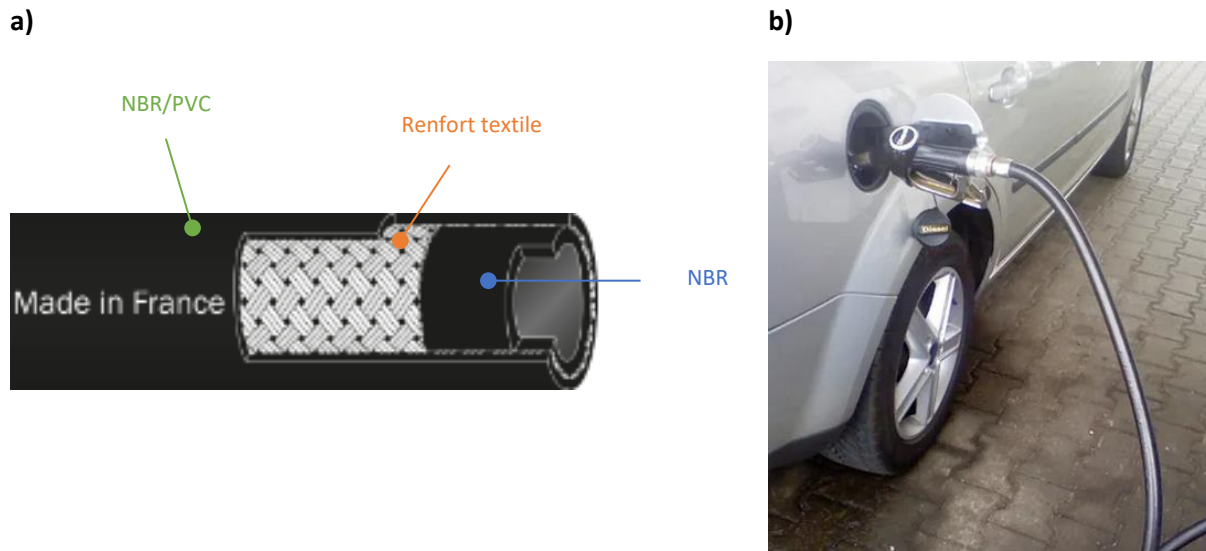 a)
b)
NBR/PVC
Renfort textile
NBR
Made in France
Diesel